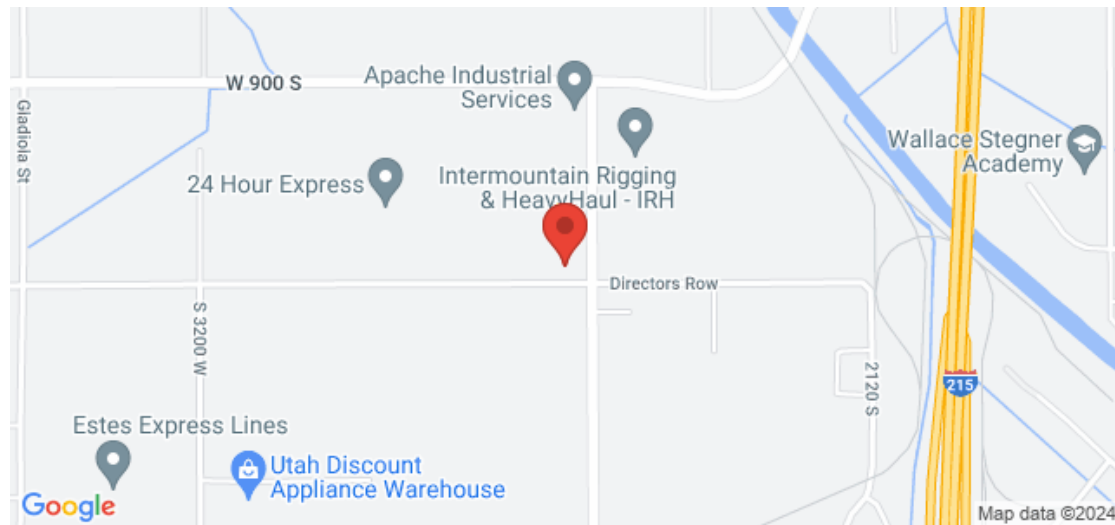 W 900 S
Apache Industrial
Services
Gladiola St
Wallace Stegner
Academy
24 Hour Express
Intermountain Rigging
& HeavyHaul - IRH
Directors Row
S 3200 W
2120 S
215
Estes Express Lines
Utah Discount
Appliance Warehouse
Google
Map data ©2024